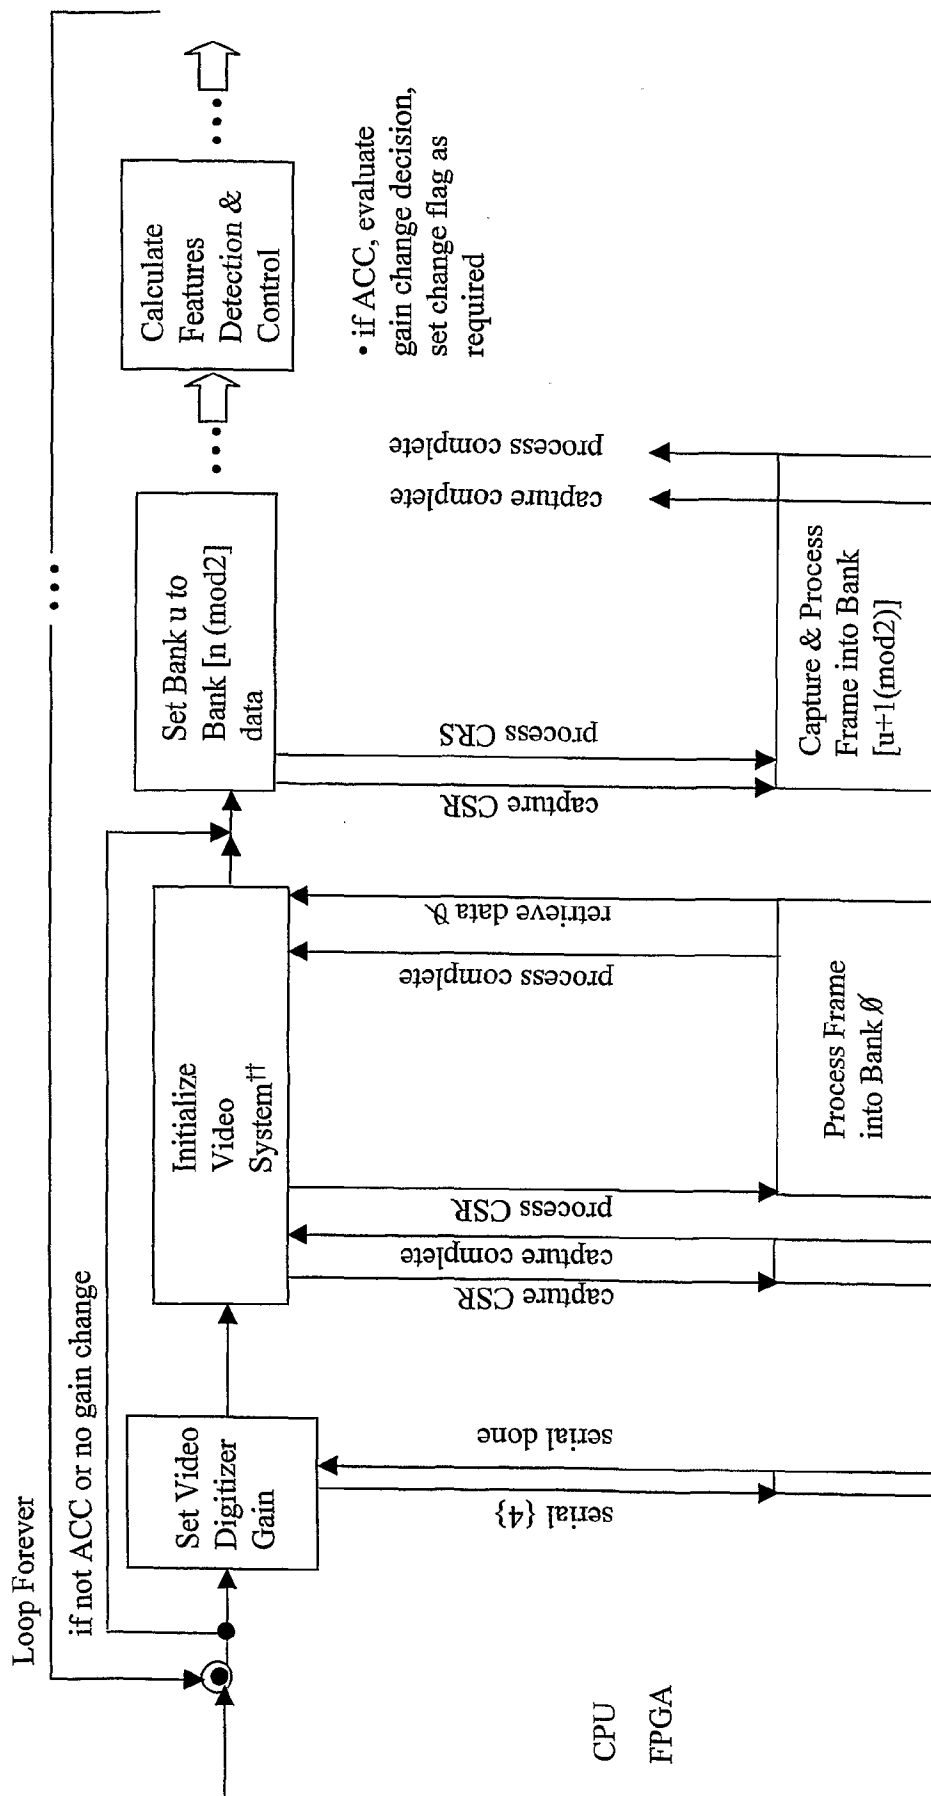 Loop Forever
if not ACC or no gain change
Set Video
Digitizer
Gain
Initialize
Video
System††
Set Bank u to
Bank [n (mod2]
data
Calculate
Features
Detection &
Control
• if ACC, evaluate
gain change decision,
set change flag as
required
serial {4}
serial done
capture CSR
capture complete
process CSR
process complete
retrieve data 0
capture CSR
process CRS
capture complete
process complete
CPU
FPGA
Process Frame
into Bank Ø
Capture & Process
Frame into Bank
[u+1(mod2)]